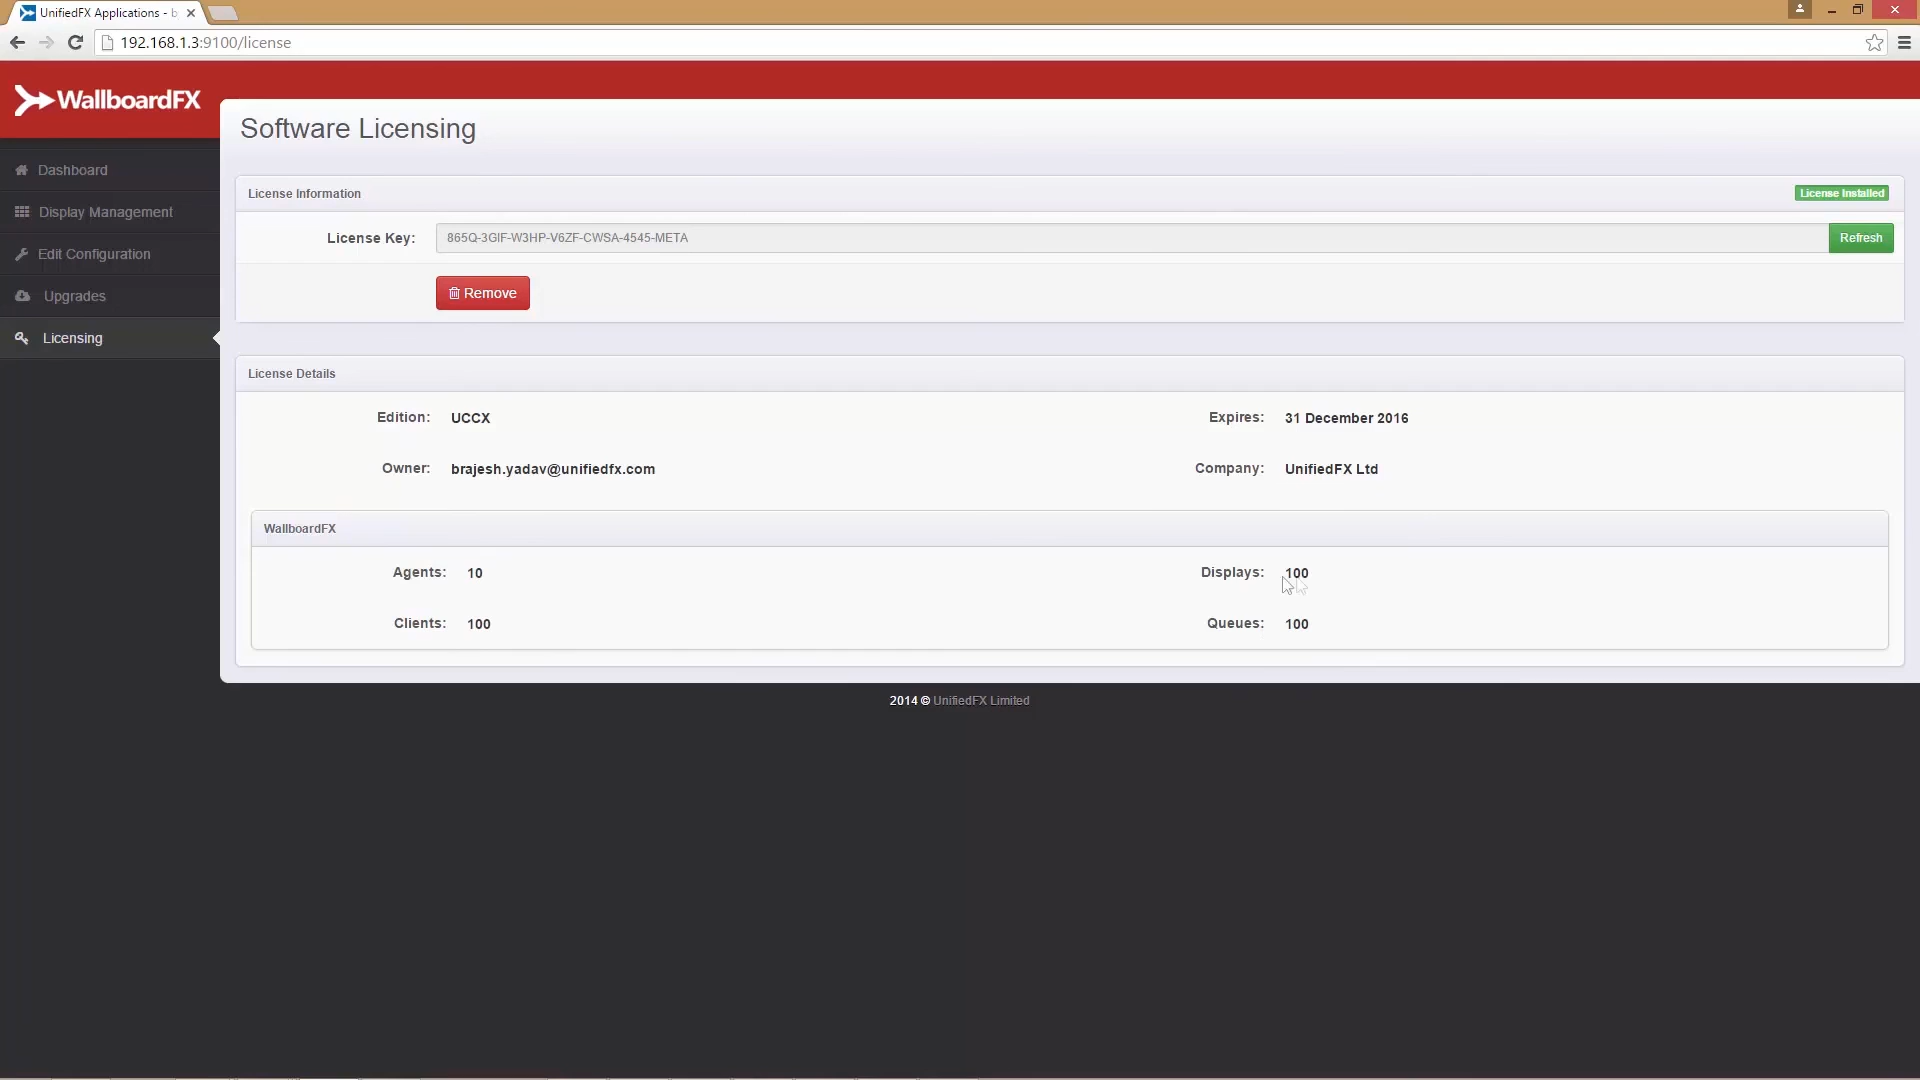 UnifiedFX Applications - b
192.168.1.3:9100/license
WallboardFX
Software Licensing
Dashboard
Display Management
Edit Configuration
Upgrades
Licensing
License Information
License Installed
License Key:
865Q-3GIF-W3HP-V6ZF-CWSA-4545-META
Refresh
Remove
License Details
Edition: UCCX
Expires: 31 December 2016
Owner: brajesh.yadav@unifiedfx.com
Company: UnifiedFX Ltd
WallboardFX
Agents: 10
Displays: 100
Clients: 100
Queues: 100
2014 © UnifiedFX Limited